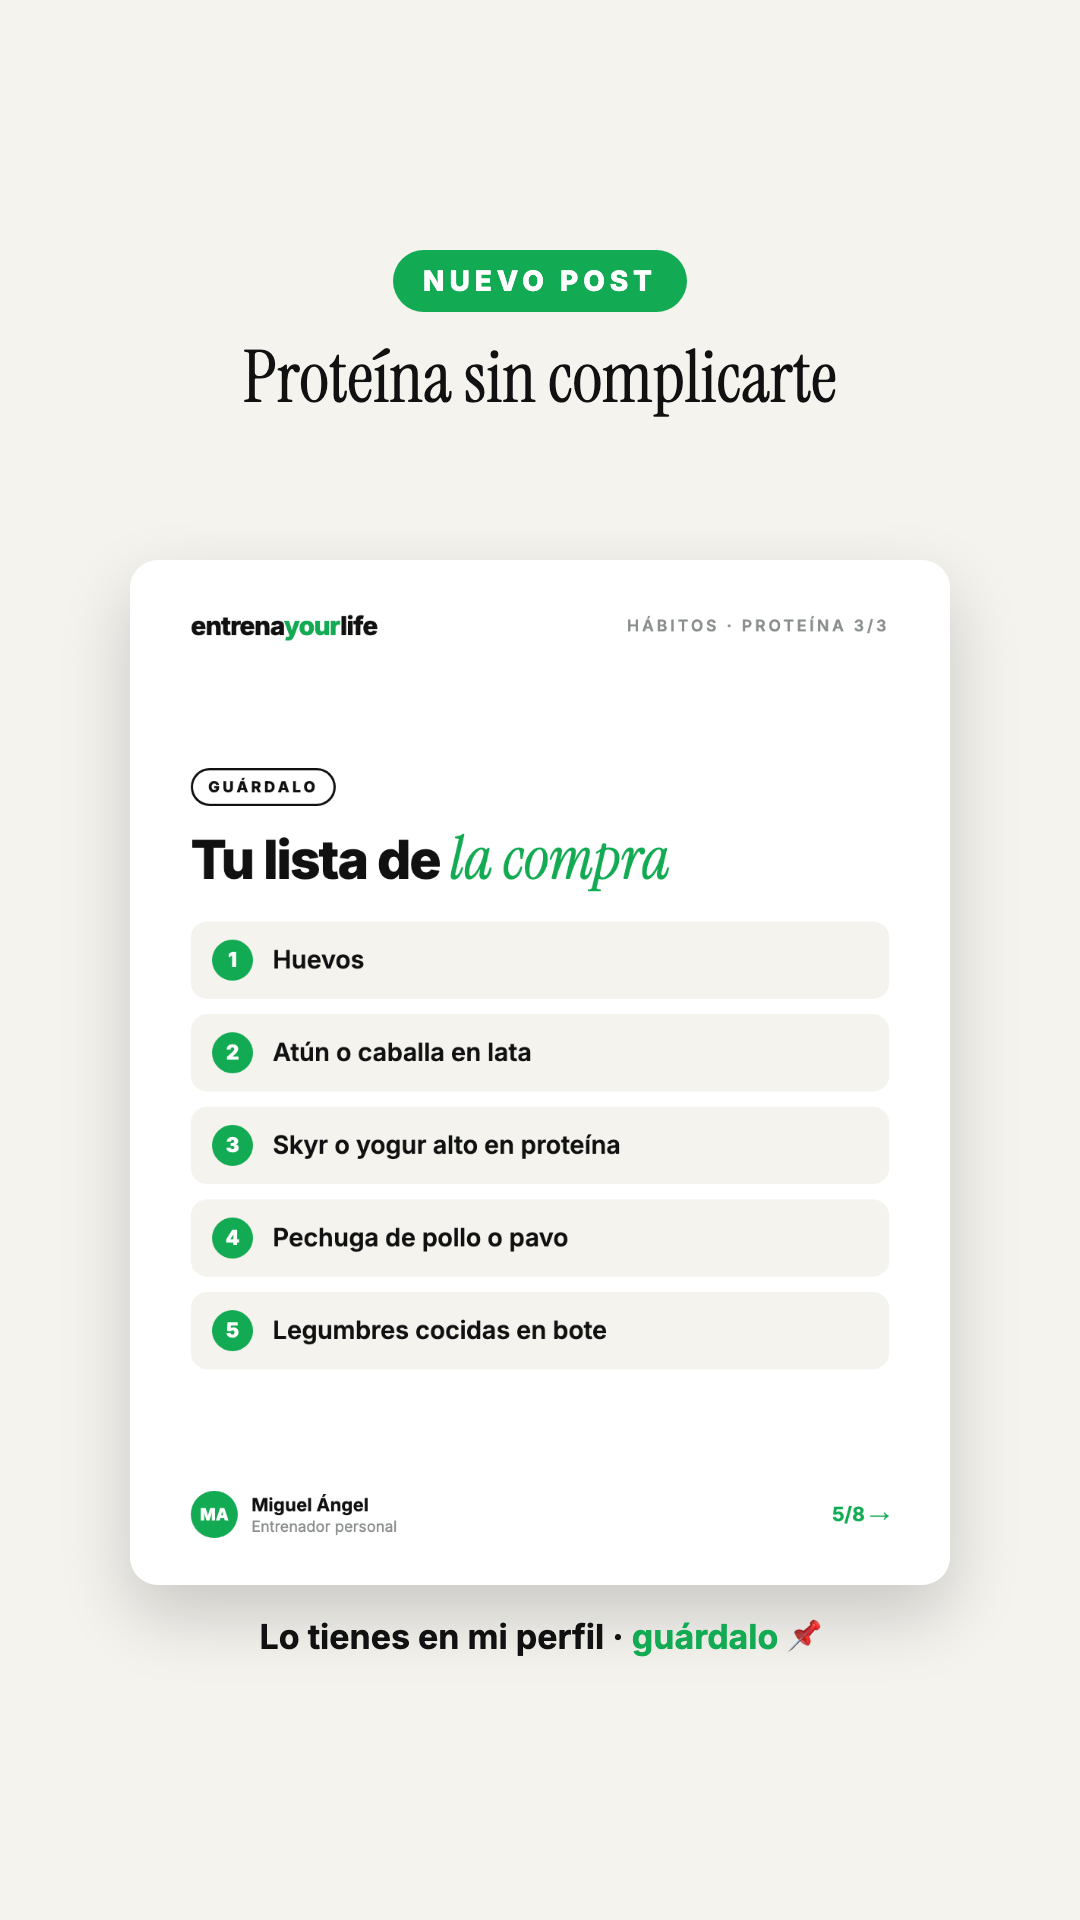 NUEVO POST
Proteína sin complicarte
entrenayourlife
HÁBITOS · PROTEÍNA 3/3
GUÁRDALO
Tu lista de la compra
1 Huevos
2 Atún o caballa en lata
3 Skyr o yogur alto en proteína
4 Pechuga de pollo o pavo
5 Legumbres cocidas en bote
MA
Miguel Ángel
Entrenador personal
5/8 →
Lo tienes en mi perfil · guárdalo 📌